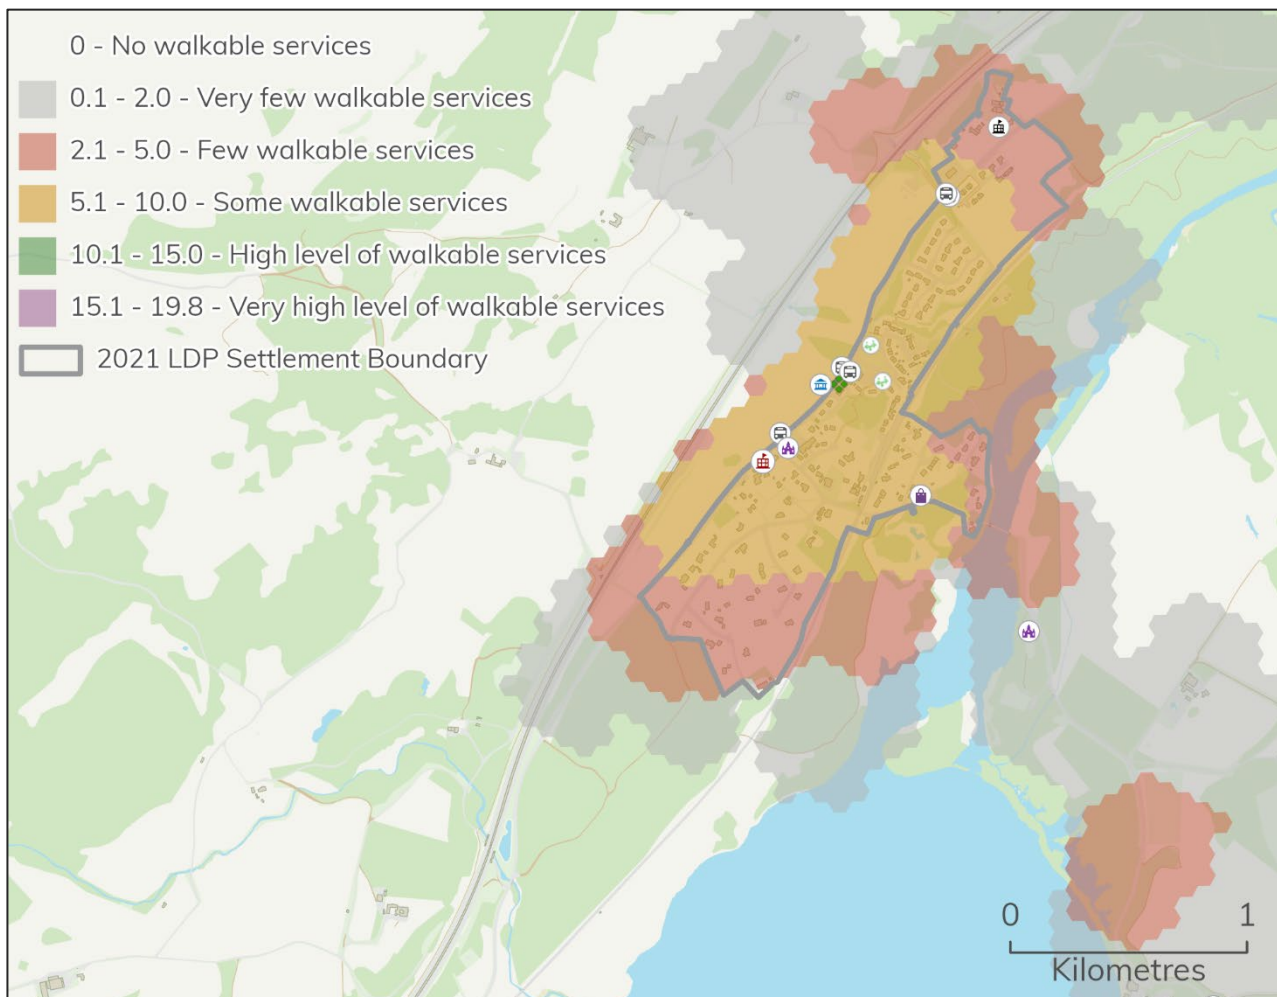 0 - No walkable services
0.1 - 2.0 - Very few walkable services
2.1 - 5.0 - Few walkable services
5.1 - 10.0 - Some walkable services
10.1 - 15.0 - High level of walkable services
15.1 - 19.8 - Very high level of walkable services
2021 LDP Settlement Boundary
0 1
Kilometres